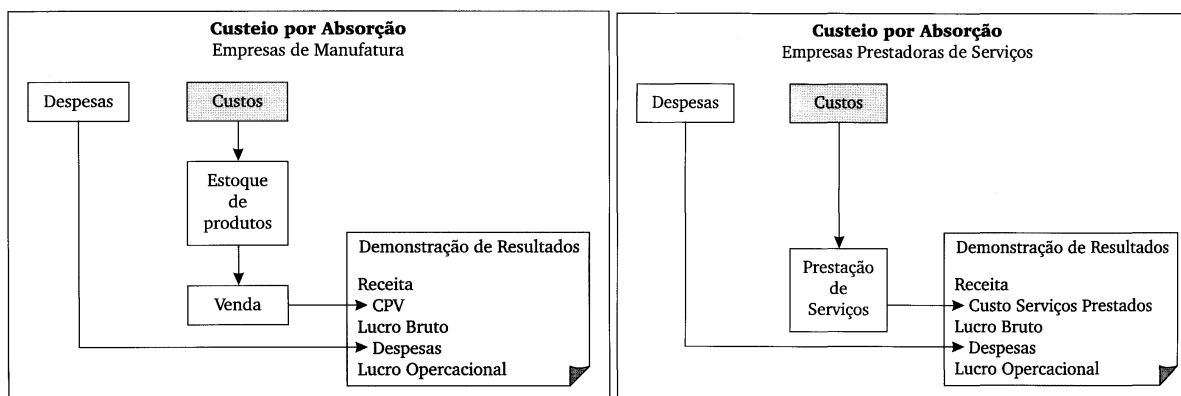 Custeio por Absorção
Empresas de Manufatura
Despesas
Custos
Estoque
de
produtos
Venda
Demonstração de Resultados
Receita
CPV
Lucro Bruto
Despesas
Lucro Opercacional
Custeio por Absorção
Empresas Prestadoras de Serviços
Despesas
Custos
Prestação
de
Serviços
Demonstração de Resultados
Receita
Custo Serviços Prestados
Lucro Bruto
Despesas
Lucro Opercacional